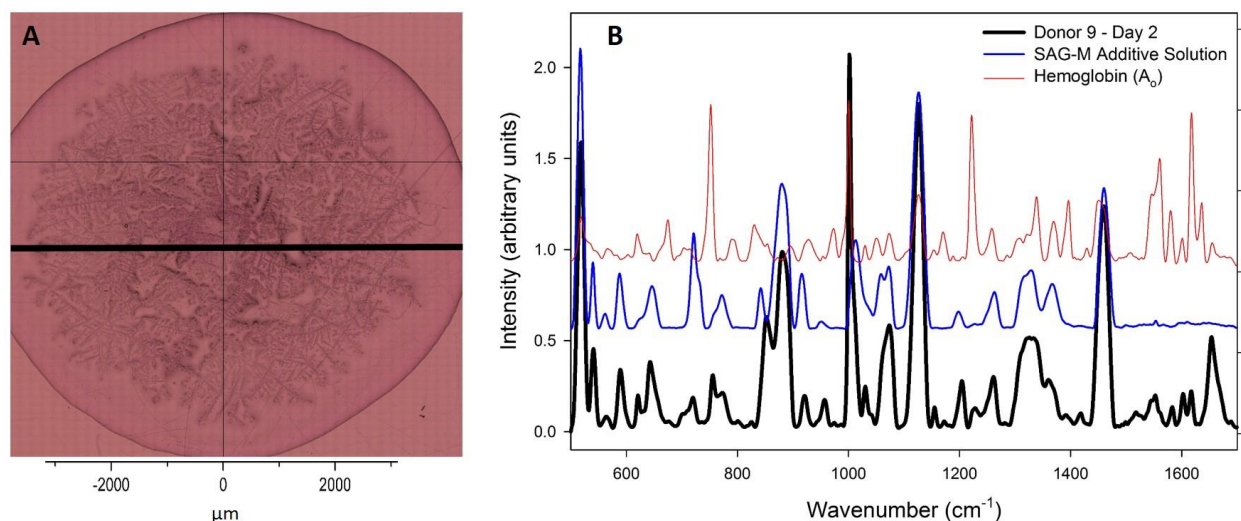 A
-2000 0 2000
μm
B
Donor 9 - Day 2
SAG-M Additive Solution
Hemoglobin (Ao)
2.0
1.5
1.0
0.5
0.0
Intensity (arbitrary units)
600 800 1000 1200 1400 1600
Wavenumber (cm-1)